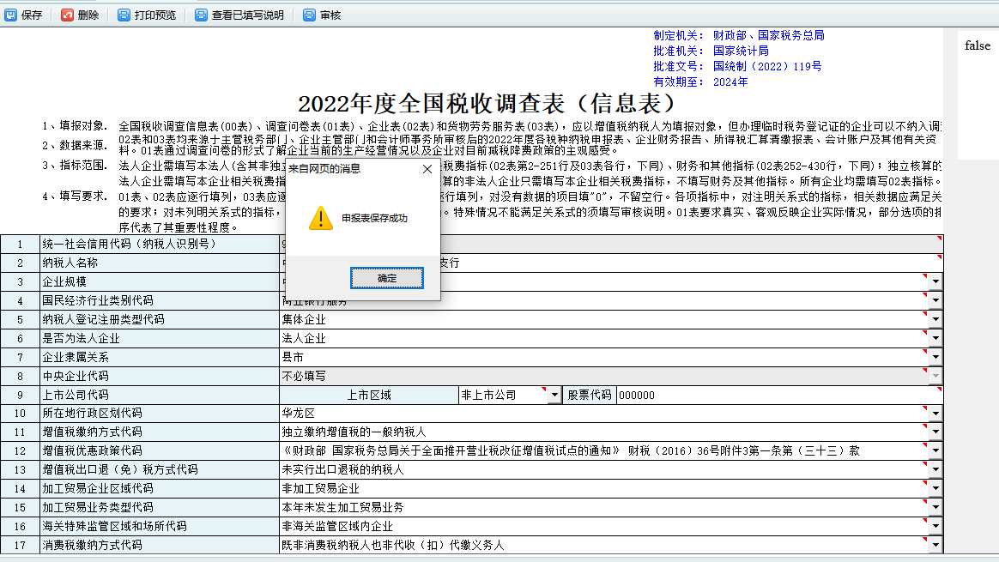 保存 删除 打印预览 查看已填写说明 审核
制定机关： 财政部、国家税务总局
批准机关： 国家统计局
批准文号： 国统制（2022）119号
有效期至： 2024年
false
2022年度全国税收调查表（信息表）
1、填报对象. 全国税收调查信息表(00表)、调查问卷表(01表)、企业表(02表)和货物劳务服务表(03表)，应以增值税纳税人为填报对象，但办理临时税务登记证的企业可以不纳入调
2、数据来源. 02表和03表均来源于主管税务部门、企业主管部门和会计师事务所审核后的2022年度各税种纳税申报表、企业财务报告、所得税汇算清缴报表、会计账户及其他有关资
料。01表通过调查问卷的形式了解企业当前的生产经营情况以及企业对目前减税降费政策的主观感受。
3、指标范围. 法人企业需填写本法人(含其非独
税费指标(02表第2-251行及03表各行，下同)、财务和其他指标(02表252-430行，下同)；独立核算的
法人企业需填写本企业相关税费指
算的非法人企业只需填写本企业相关税费指标，不填写财务及其他指标。所有企业均需填写02表指标。
4、填写要求. 01表、02表应逐行填列，03表应逐
行填列，对没有数据的项目填"0"，不留空行。各项指标中，对注明关系式的指标，相关数据应满足关
的要求；对未列明关系式的指标，
。特殊情况不能满足关系式的须填写审核说明。01表要求真实、客观反映企业实际情况，部分选项的排
序代表了其重要性程度。
来自网页的消息
申报表保存成功
确定
1 统一社会信用代码（纳税人识别号）
2 纳税人名称 支行
3 企业规模
4 国民经济行业类别代码 商业银行服务
5 纳税人登记注册类型代码 集体企业
6 是否为法人企业 法人企业
7 企业隶属关系 县市
8 中央企业代码 不必填写
9 上市公司代码 上市区域 非上市公司 股票代码 000000
10 所在地行政区划代码 华龙区
11 增值税缴纳方式代码 独立缴纳增值税的一般纳税人
12 增值税优惠政策代码 《财政部 国家税务总局关于全面推开营业税改征增值税试点的通知》 财税（2016）36号附件3第一条第（三十三）款
13 增值税出口退（免）税方式代码 未实行出口退税的纳税人
14 加工贸易企业区域代码 非加工贸易企业
15 加工贸易业务类型代码 本年未发生加工贸易业务
16 海关特殊监管区域和场所代码 非海关监管区域内企业
17 消费税缴纳方式代码 既非消费税纳税人也非代收（扣）代缴义务人